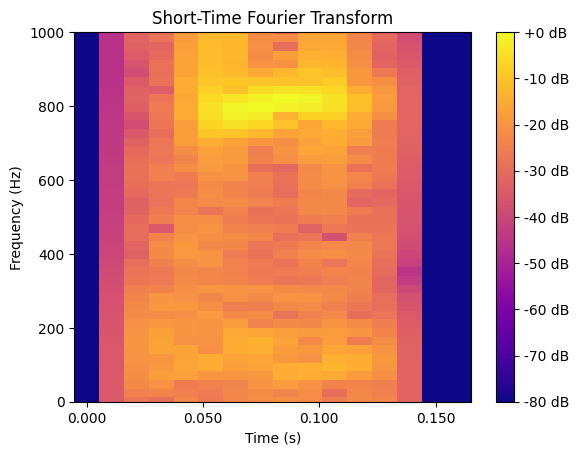 Short-Time Fourier Transform
1000
800
600
400
200
0
Frequency (Hz)
0.000
0.050
0.100
0.150
Time (s)
+0 dB
-10 dB
-20 dB
-30 dB
-40 dB
-50 dB
-60 dB
-70 dB
-80 dB